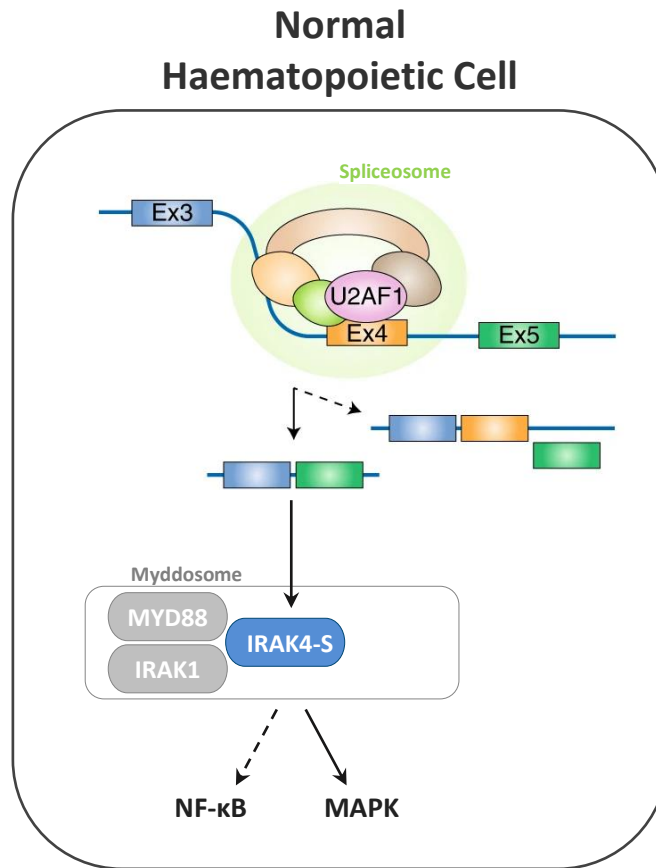 Normal
Haematopoietic Cell
Spliceosome
Ex3
U2AF1
Ex4
Ex5
Myddosome
MYD88
IRAK4-S
IRAK1
NF-κB
MAPK